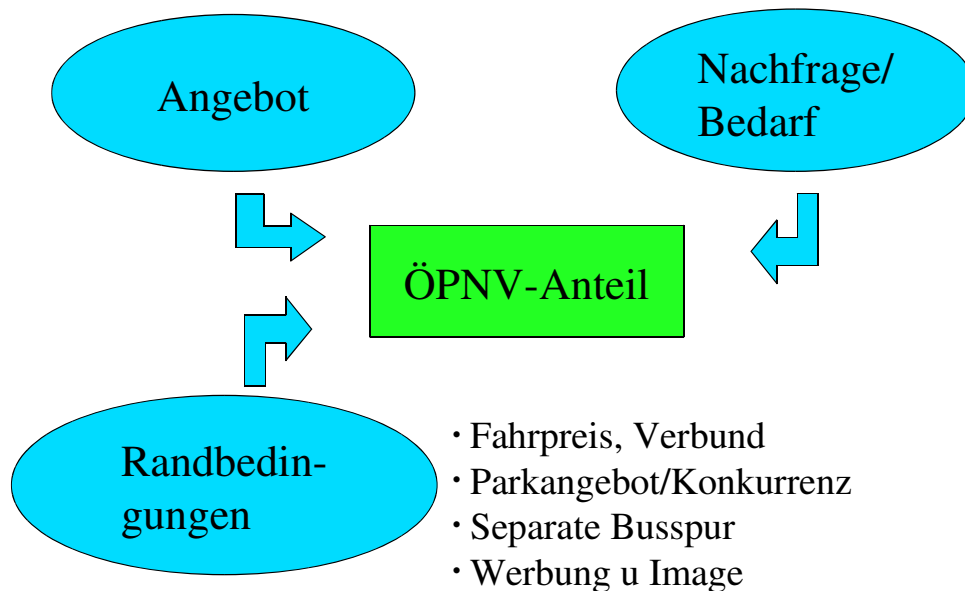 Angebot
Nachfrage/
Bedarf
ÖPNV-Anteil
Randbedin-
gungen
· Fahrpreis, Verbund
· Parkangebot/Konkurrenz
· Separate Busspur
· Werbung u Image